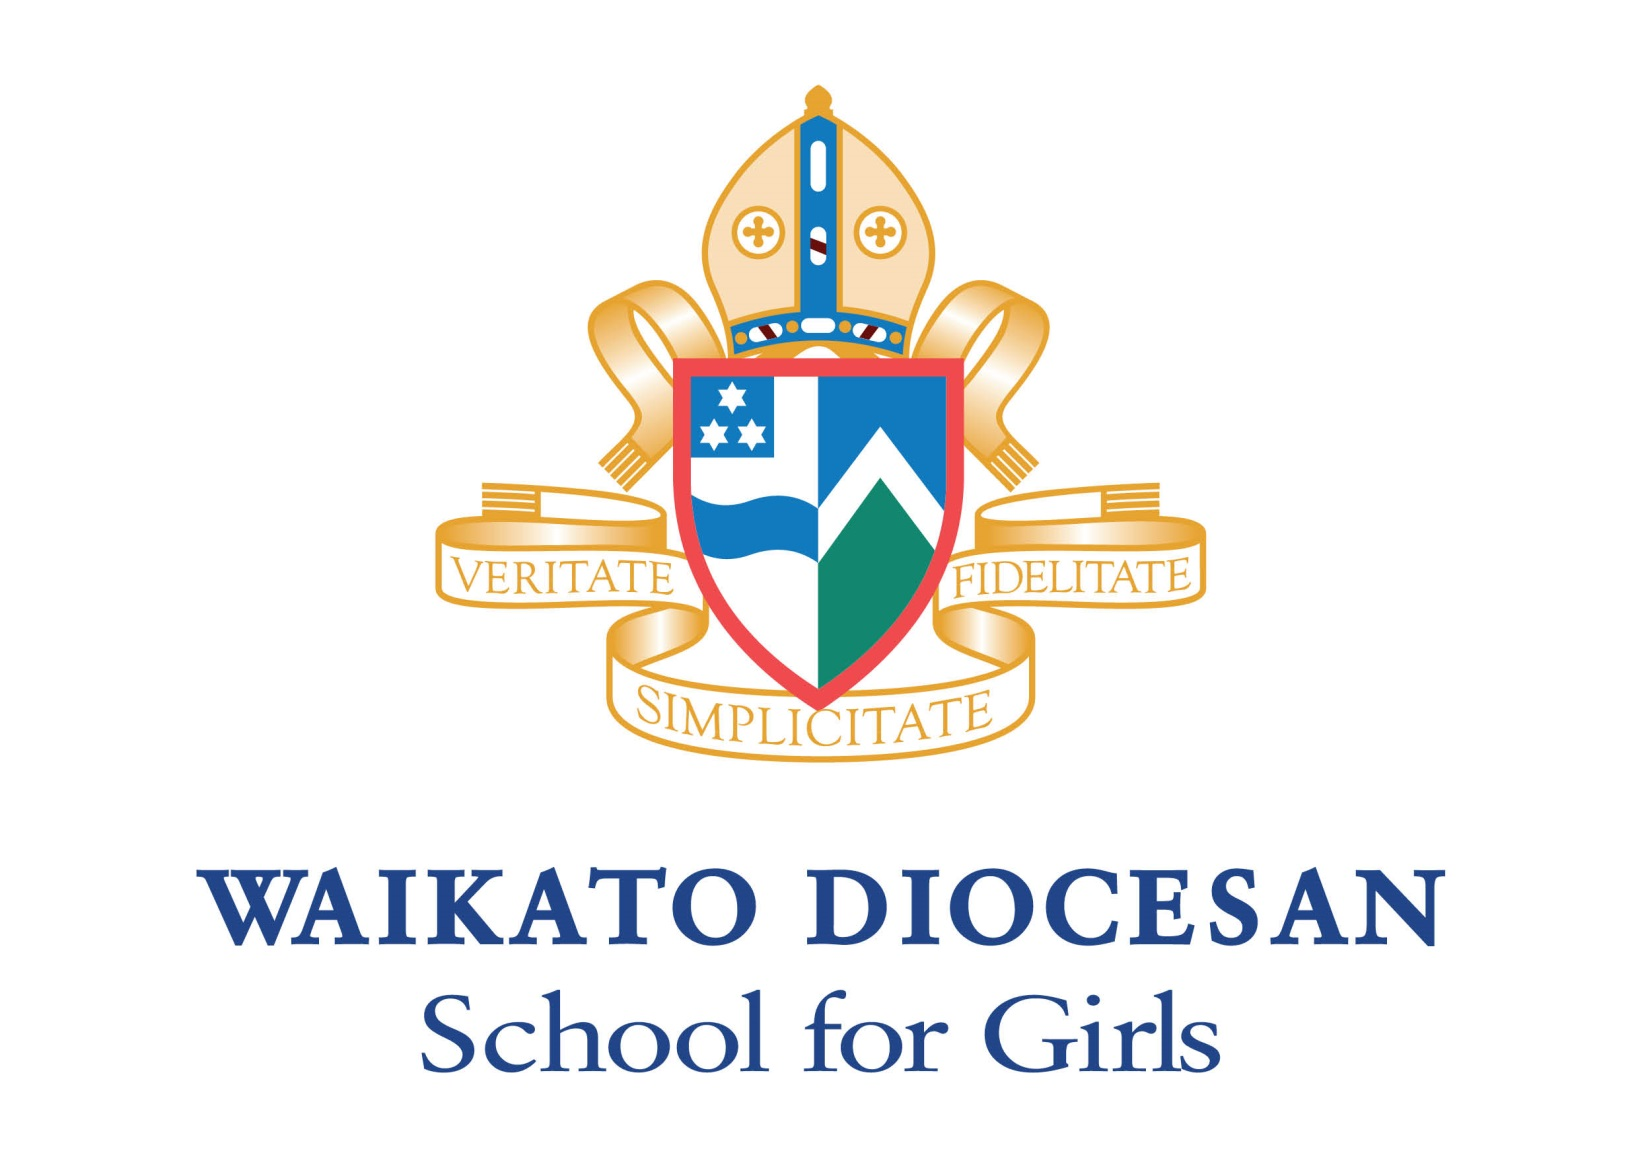 VERITATE
FIDELITATE
SIMPLICITATE
WAIKATO DIOCESAN
School for Girls